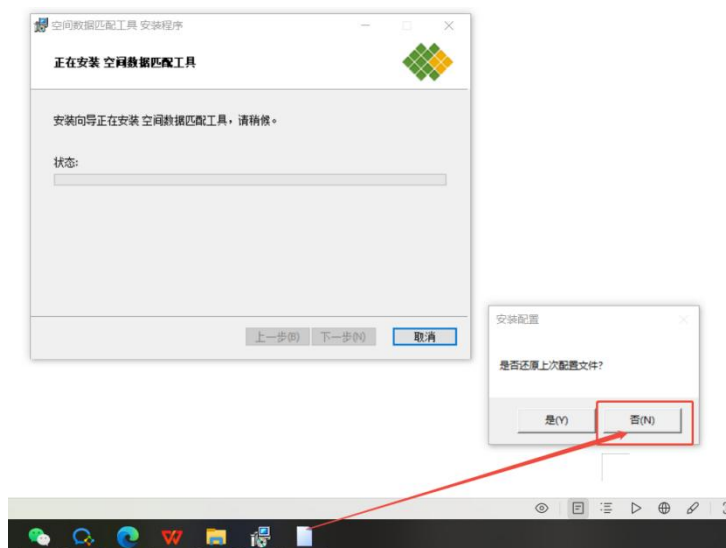 空间数据匹配工具 安装程序
正在安装 空间数据匹配工具
安装向导正在安装 空间数据匹配工具，请稍候。
状态:
上一步(B)
下一步(N)
取消
安装配置
是否还原上次配置文件?
是(Y)
否(N)